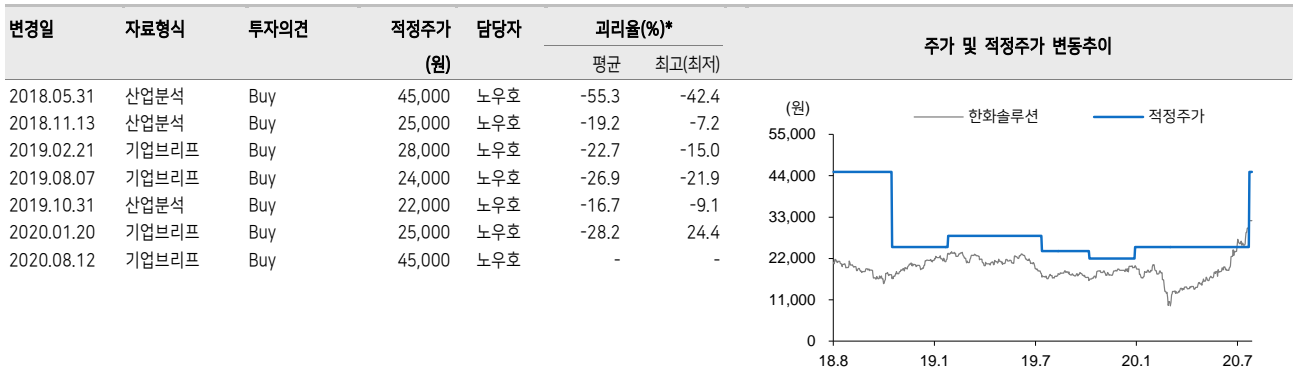 변경일 자료형식 투자의견 적정주가 담당자 괴리율(%)* 주가 및 적정주가 변동추이
(원) 평균 최고(최저)
2018.05.31 산업분석 Buy 45,000 노우호 -55.3 -42.4
2018.11.13 산업분석 Buy 25,000 노우호 -19.2 -7.2
2019.02.21 기업브리프 Buy 28,000 노우호 -22.7 -15.0
2019.08.07 기업브리프 Buy 24,000 노우호 -26.9 -21.9
2019.10.31 산업분석 Buy 22,000 노우호 -16.7 -9.1
2020.01.20 기업브리프 Buy 25,000 노우호 -28.2 24.4
2020.08.12 기업브리프 Buy 45,000 노우호 - -
(원) 한화솔루션 적정주가
55,000
44,000
33,000
22,000
11,000
0
18.8 19.1 19.7 20.1 20.7